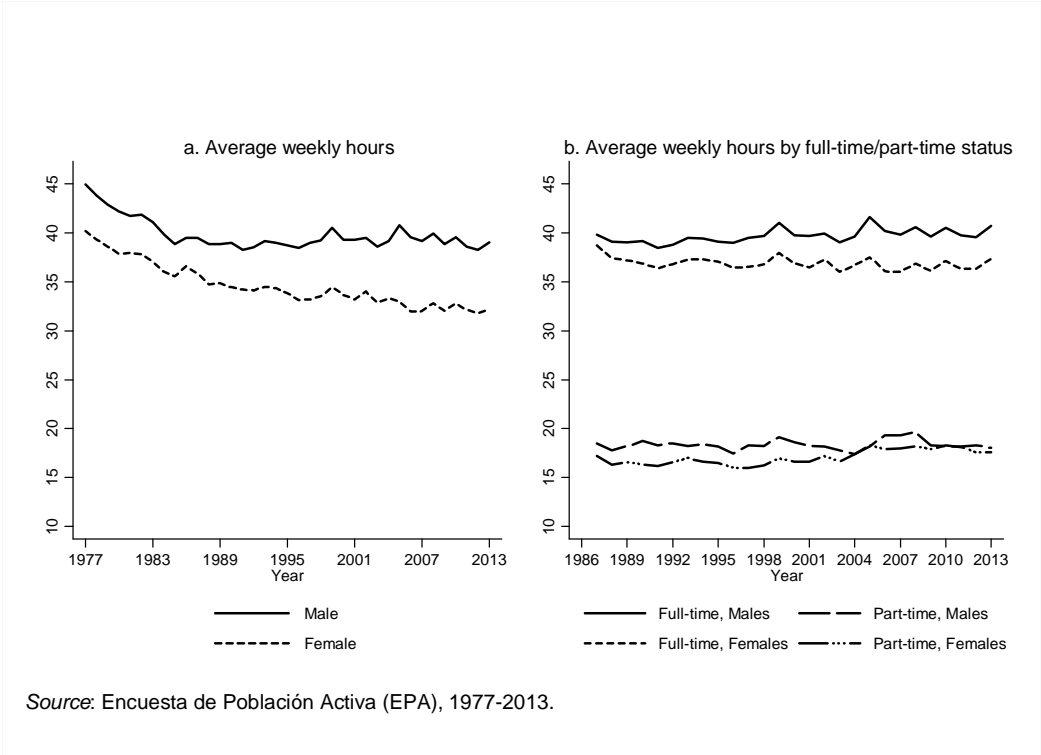 a. Average weekly hours
45
40
35
30
25
20
15
10
1977 1983 1989 1995 2001 2007 2013
Year
Male
Female
b. Average weekly hours by full-time/part-time status
45
40
35
30
25
20
15
10
1986 1989 1992 1995 1998 2001 2004 2007 2010 2013
Year
Full-time, Males Part-time, Males
Full-time, Females Part-time, Females
Source: Encuesta de Población Activa (EPA), 1977-2013.